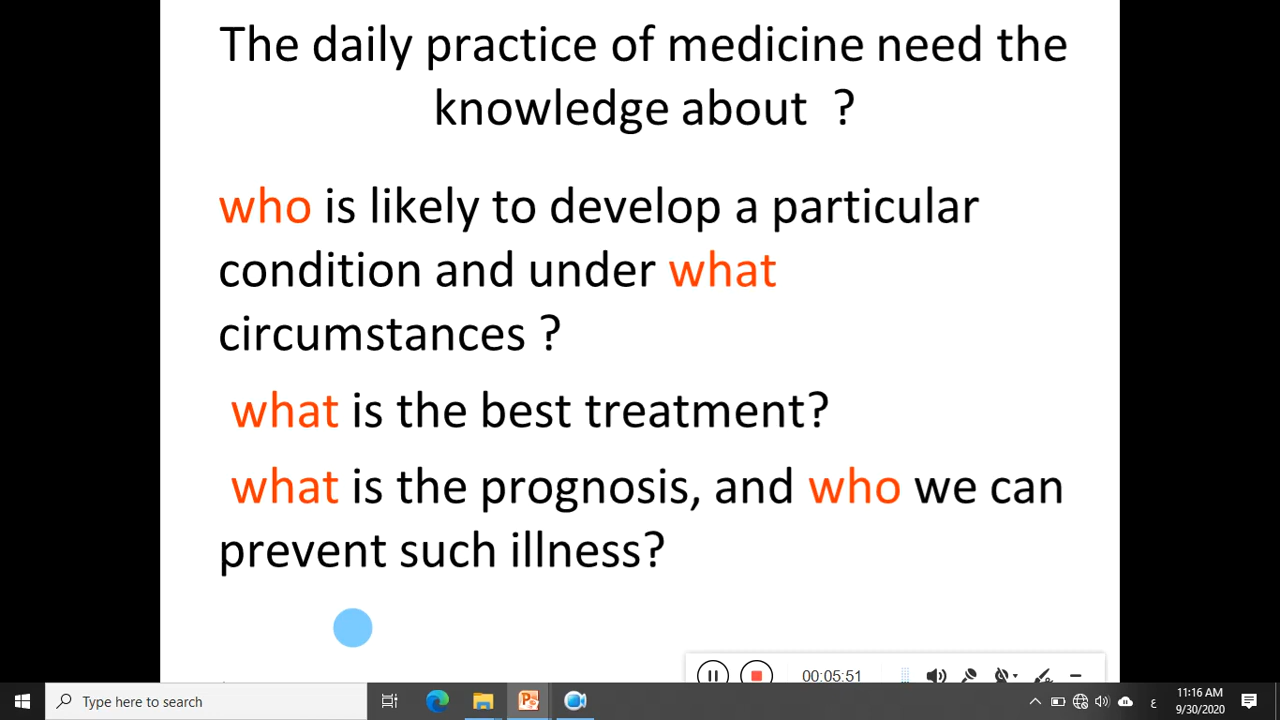 The daily practice of medicine need the
knowledge about ?
who is likely to develop a particular
condition and under what
circumstances ?
what is the best treatment?
what is the prognosis, and who we can
prevent such illness?
00:05:51
Type here to search
ع
11:16 AM
9/30/2020